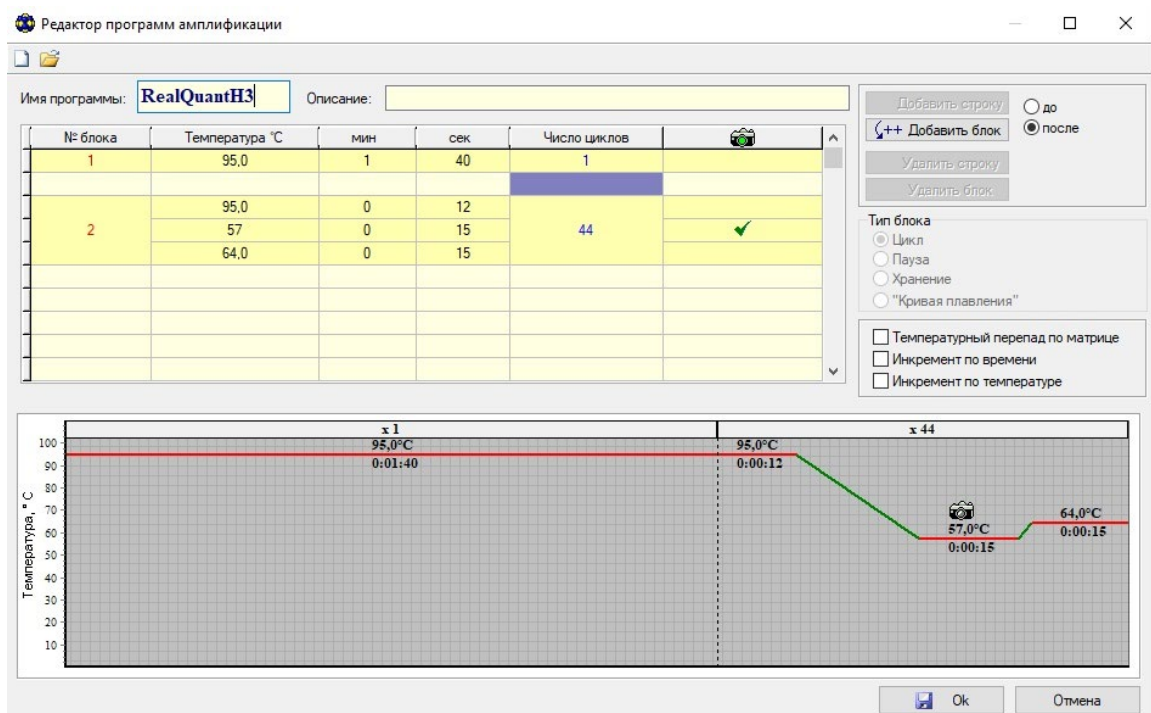 Редактор программ амплификации
Имя программы: RealQuantH3 Описание:
№ блока Температура °C мин сек Число циклов
1 95,0 1 40 1
95,0 0 12
2 57 0 15 44
64,0 0 15
Добавить строку
до
++ Добавить блок
после
Удалить строку
Удалить блок
Тип блока
Цикл
Пауза
Хранение
"Кривая плавления"
Температурный перепад по матрице
Инкремент по времени
Инкремент по температуре
x 1 x 44
95,0°C 95,0°C
0:01:40 0:00:12
57,0°C 64,0°C
0:00:15 0:00:15
Температура, °C
100
90
80
70
60
50
40
30
20
10
Ok Отмена